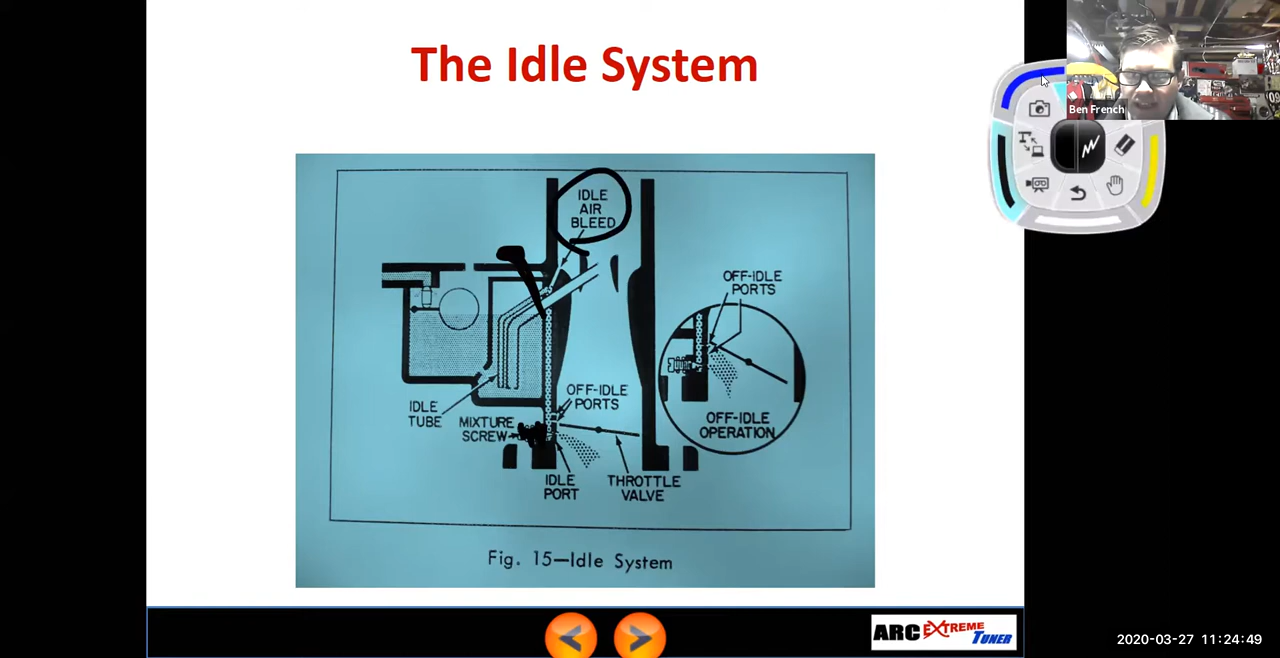 The Idle System
Ben French
IDLE
AIR
BLEED
OFF-IDLE
PORTS
OFF-IDLE
PORTS
IDLE
TUBE
MIXTURE
SCREW
OFF-IDLE
OPERATION
IDLE
PORT
THROTTLE
VALVE
Fig. 15—Idle System
ARC EXTREME
TUNER
2020-03-27 11:24:49